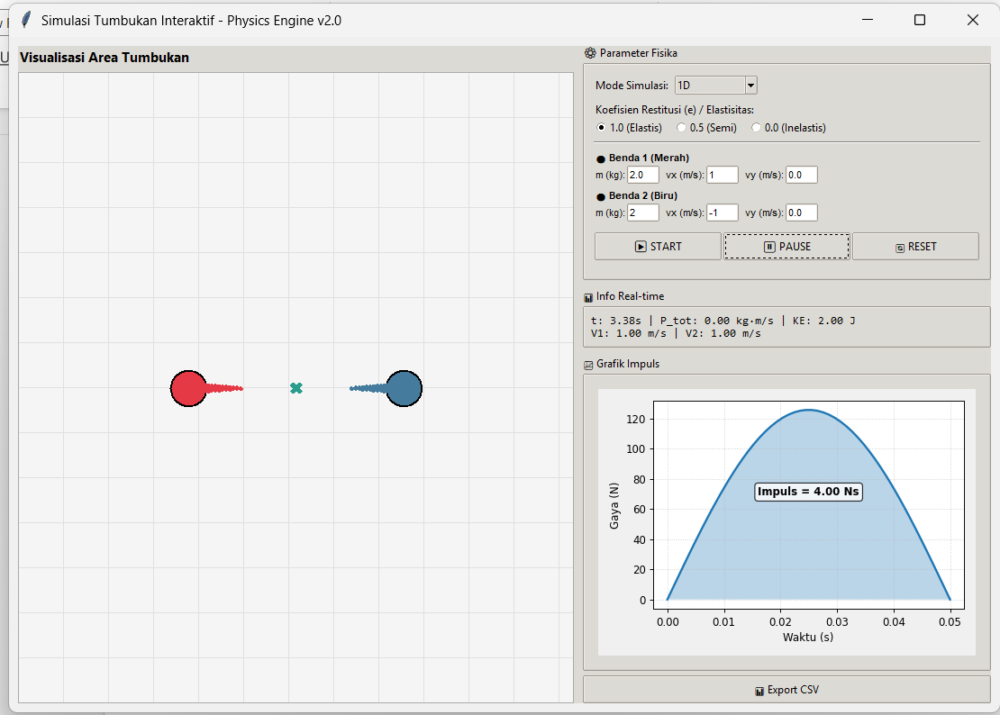 Simulasi Tumbukan Interaktif - Physics Engine v2.0
Visualisasi Area Tumbukan
Parameter Fisika
Mode Simulasi: 1D
Koefisien Restitusi (e) / Elastisitas:
1.0 (Elastis) 0.5 (Semi) 0.0 (Inelastis)
Benda 1 (Merah)
m (kg): 2.0 vx (m/s): 1 vy (m/s): 0.0
Benda 2 (Biru)
m (kg): 2 vx (m/s): -1 vy (m/s): 0.0
START PAUSE RESET
Info Real-time
t: 3.38s | P_tot: 0.00 kg·m/s | KE: 2.00 J
V1: 1.00 m/s | V2: 1.00 m/s
Grafik Impuls
120
100
80
60
40
20
0
Gaya (N)
Impuls = 4.00 Ns
0.00 0.01 0.02 0.03 0.04 0.05
Waktu (s)
Export CSV